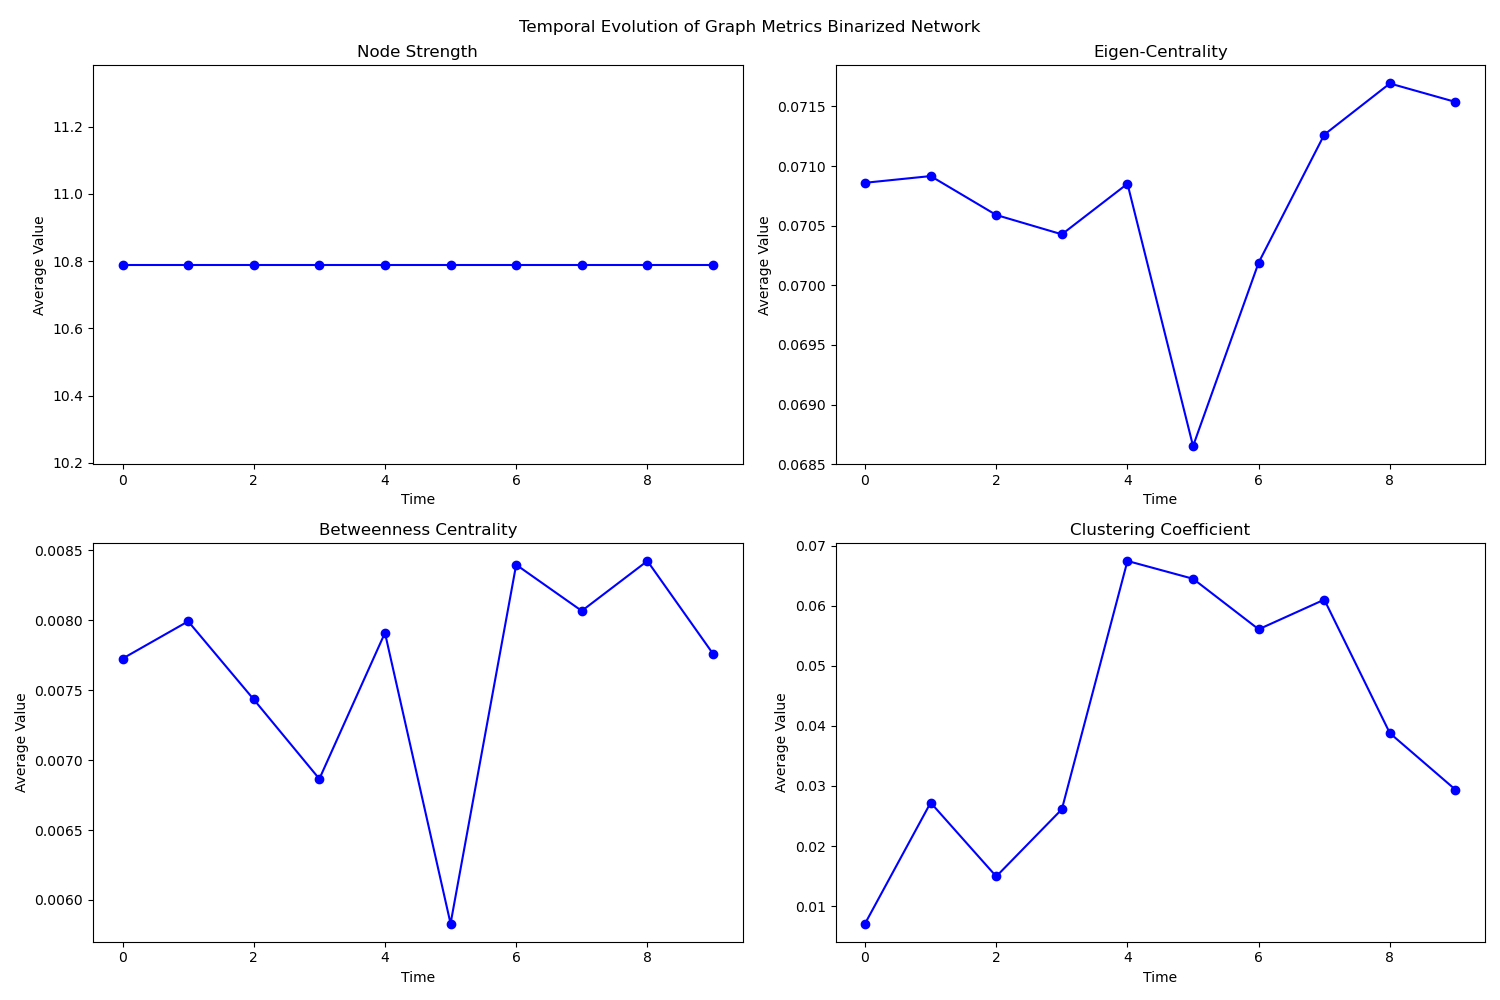 Temporal Evolution of Graph Metrics Binarized Network
Node Strength
Average Value
11.2
11.0
10.8
10.6
10.4
10.2
0 2 4 6 8
Time
Eigen-Centrality
Average Value
0.0715
0.0710
0.0705
0.0700
0.0695
0.0690
0.0685
0 2 4 6 8
Time
Betweenness Centrality
Average Value
0.0085
0.0080
0.0075
0.0070
0.0065
0.0060
0 2 4 6 8
Time
Clustering Coefficient
Average Value
0.07
0.06
0.05
0.04
0.03
0.02
0.01
0 2 4 6 8
Time